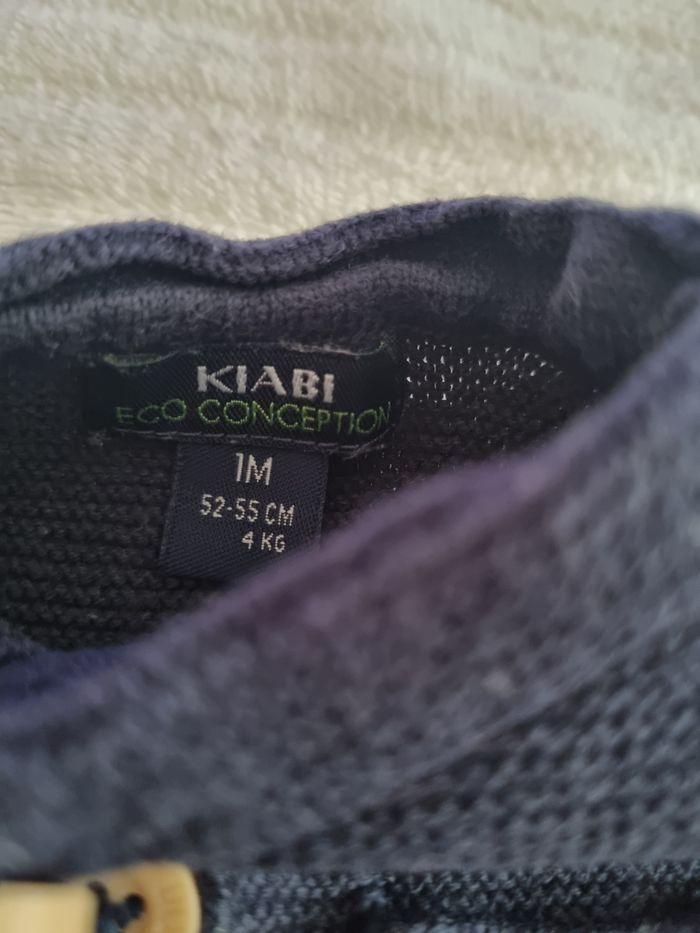 KIABI
ECO CONCEPTION
1M
52-55 CM
4 KG